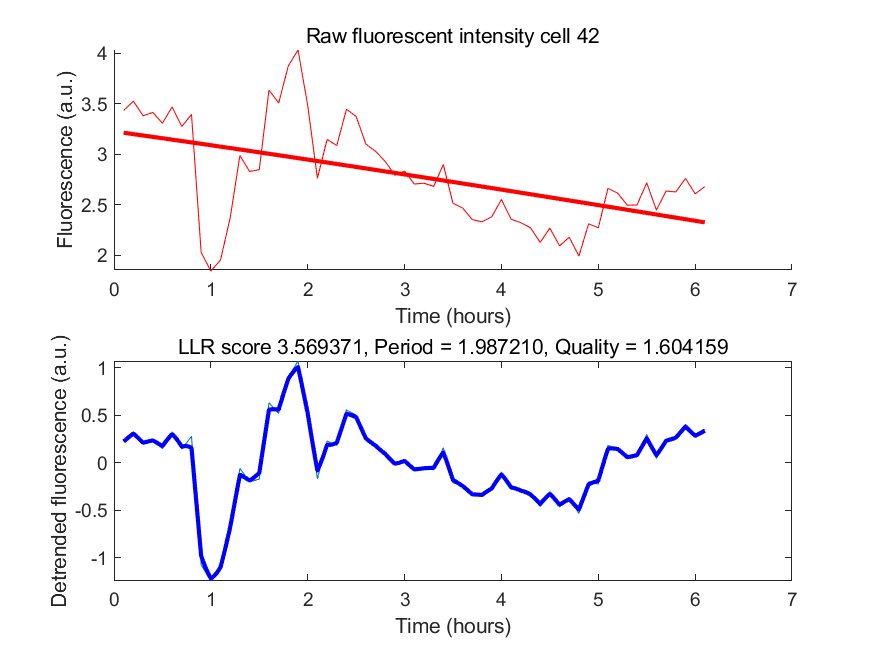 Raw fluorescent intensity cell 42
Fluorescence (a.u.)
4
3.5
3
2.5
2
0 1 2 3 4 5 6 7
Time (hours)
LLR score 3.569371, Period = 1.987210, Quality = 1.604159
Detrended fluorescence (a.u.)
1
0.5
0
-0.5
-1
0 1 2 3 4 5 6 7
Time (hours)